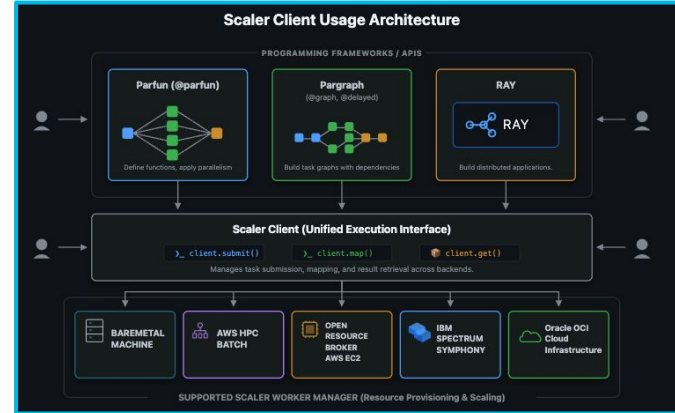 Scaler Client Usage Architecture
PROGRAMMING FRAMEWORKS / APIS
Parfun (@parfun)
Define functions, apply parallelism
Pargraph
(@graph, @delayed)
Build task graphs with dependencies
RAY
RAY
Build distributed applications.
Scaler Client (Unified Execution Interface)
>_ client.submit()
>_ client.map()
client.get()
Manages task submission, mapping, and result retrieval across backends.
BAREMETAL
MACHINE
AWS HPC
BATCH
OPEN
RESOURCE
BROKER
AWS EC2
IBM
SPECTRUM
SYMPHONY
Oracle OCI
Cloud
Infrastructure
SUPPORTED SCALER WORKER MANAGER (Resource Provisioning & Scaling)